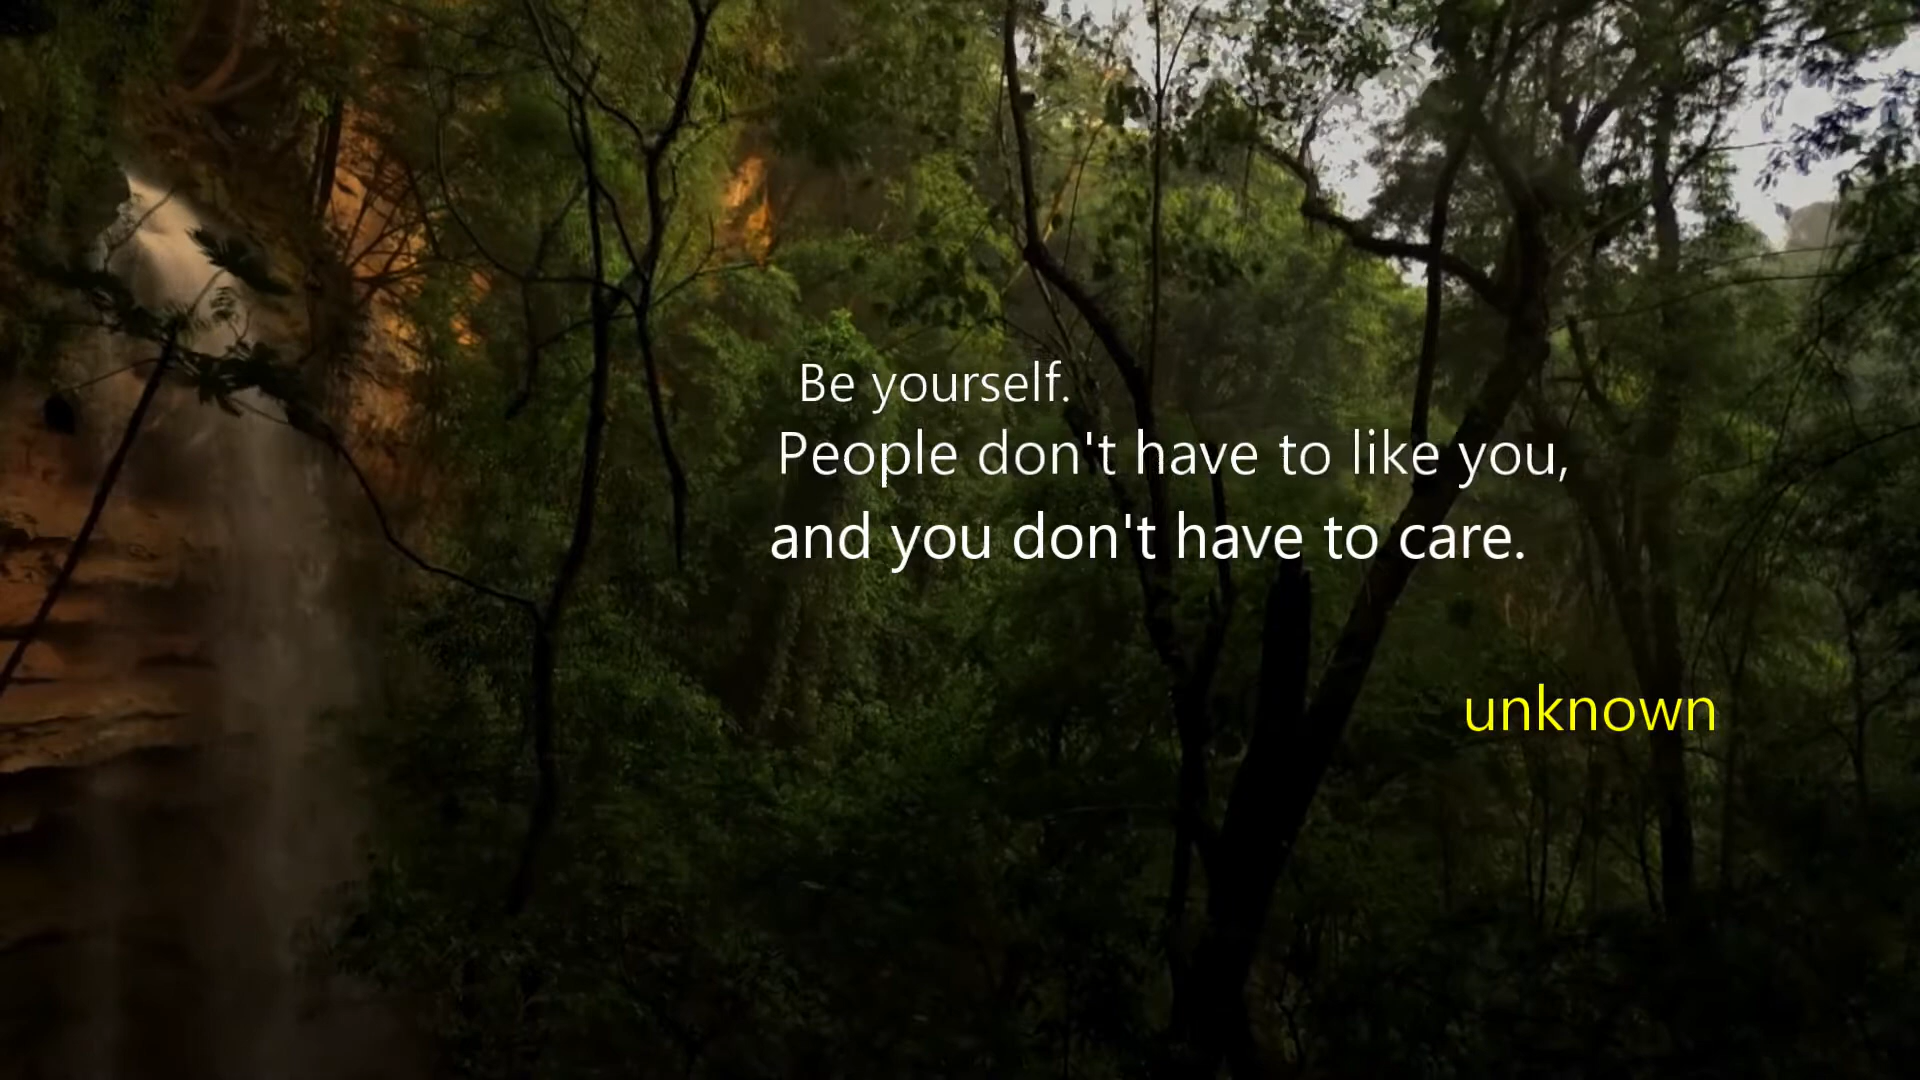 Be yourself.
People don't have to like you,
and you don't have to care.
unknown